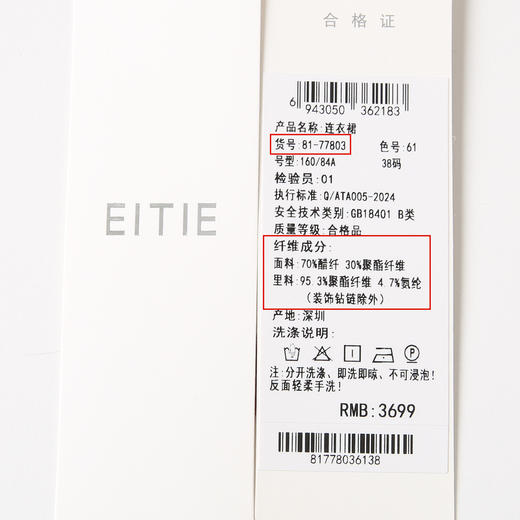 EITIE
合格证
6 943050 362183
产品名称:连衣裙
货号:81-77803 色号:61
号型:160/84A 38码
检验员:01
执行标准:Q/ATA005-2024
安全技术类别:GB18401 B类
质量等级:合格品
纤维成分:
面料:70%醋纤 30%聚酯纤维
里料:95.3%聚酯纤维 4.7%氨纶
(装饰钻链除外)
产地:深圳
洗涤说明:
注:分开洗涤、即洗即晾、不可浸泡!
反面轻柔手洗!
RMB:3699
81778036138